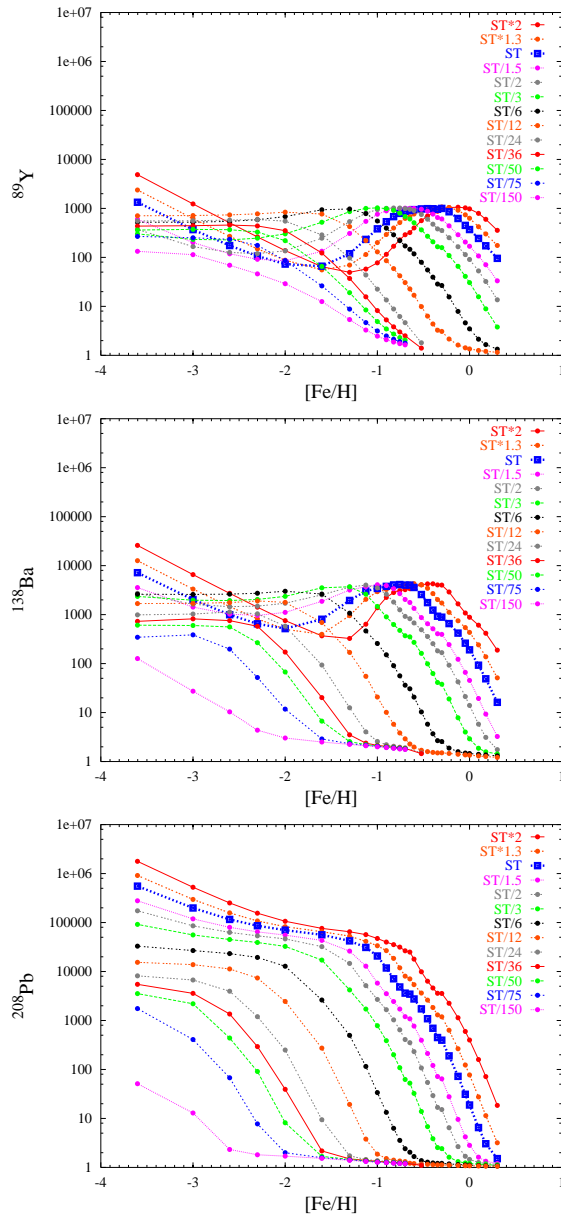 1e+07
1e+06
100000
10000
1000
100
10
1
89Y
ST*2
ST*1.3
ST
ST/1.5
ST/2
ST/3
ST/6
ST/12
ST/24
ST/36
ST/50
ST/75
ST/150
-4 -3 -2 -1 0 1
[Fe/H]
1e+07
1e+06
100000
10000
1000
100
10
1
138Ba
ST*2
ST*1.3
ST
ST/1.5
ST/2
ST/3
ST/6
ST/12
ST/24
ST/36
ST/50
ST/75
ST/150
-4 -3 -2 -1 0 1
[Fe/H]
1e+07
1e+06
100000
10000
1000
100
10
1
208Pb
ST*2
ST*1.3
ST
ST/1.5
ST/2
ST/3
ST/6
ST/12
ST/24
ST/36
ST/50
ST/75
ST/150
-4 -3 -2 -1 0 1
[Fe/H]